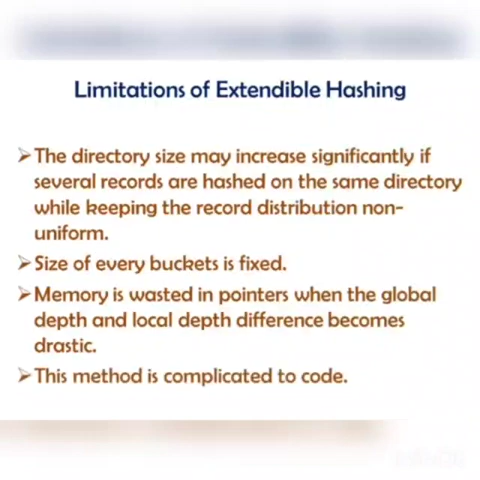 Limitations of Extendible Hashing
➢The directory size may increase significantly if
several records are hashed on the same directory
while keeping the record distribution non-
uniform.
➢Size of every buckets is fixed.
➢Memory is wasted in pointers when the global
depth and local depth difference becomes
drastic.
➢This method is complicated to code.